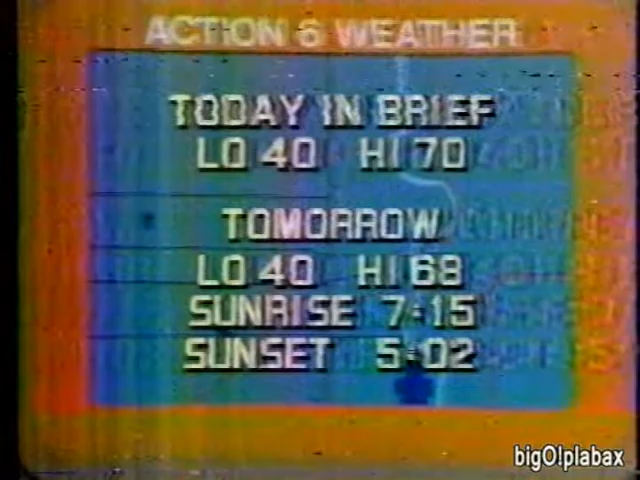 ACTION 6 WEATHER
TODAY IN BRIEF
LO 40 HI 70
TOMORROW
LO 40 HI 68
SUNRISE 7:15
SUNSET 5:02
bigO!plabax